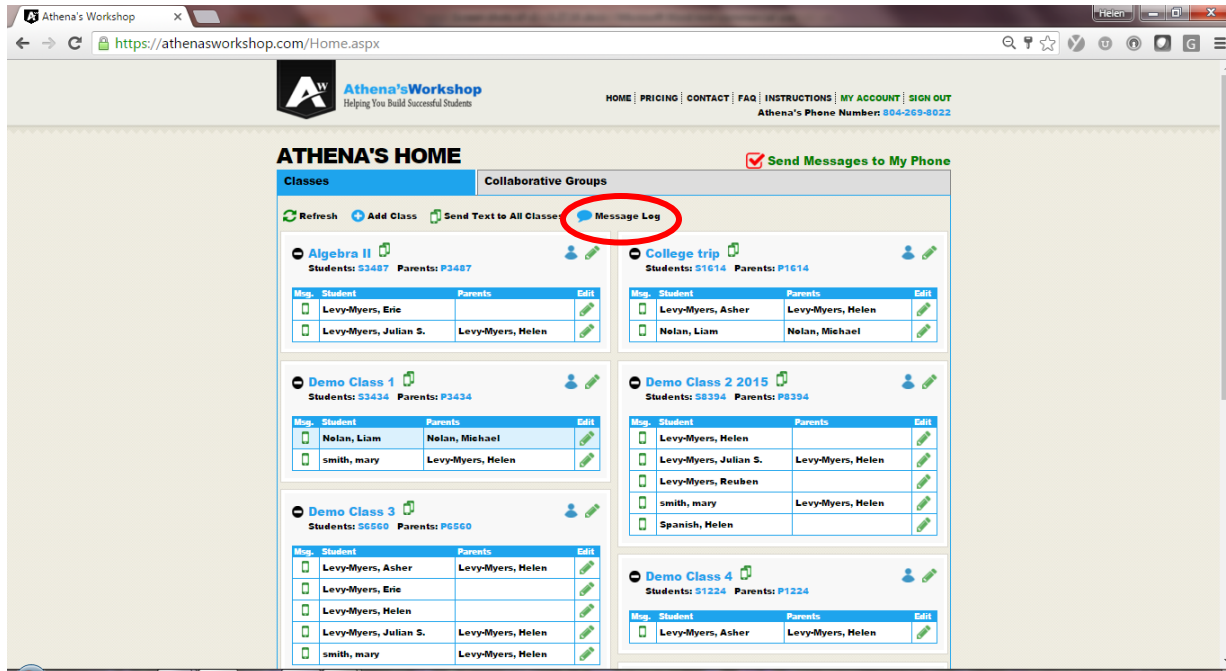 Athena's Workshop
Helen
https://athenasworkshop.com/Home.aspx
Athena'sWorkshop
Helping You Build Successful Students
HOME PRICING CONTACT FAQ INSTRUCTIONS MY ACCOUNT SIGN OUT
Athena's Phone Number: 804-269-8022
ATHENA'S HOME
Send Messages to My Phone
Classes Collaborative Groups
Refresh Add Class Send Text to All Classes Message Log
Algebra II
Students: S3487 Parents: P3487
Msg. Student Parents Edit
Levy-Myers, Eric
Levy-Myers, Julian S. Levy-Myers, Helen
College trip
Students: S1614 Parents: P1614
Msg. Student Parents Edit
Levy-Myers, Asher Levy-Myers, Helen
Nolan, Liam Nolan, Michael
Demo Class 1
Students: S3434 Parents: P3434
Msg. Student Parents Edit
Nolan, Liam Nolan, Michael
smith, mary Levy-Myers, Helen
Demo Class 2 2015
Students: S8394 Parents: P8394
Msg. Student Parents Edit
Levy-Myers, Helen
Levy-Myers, Julian S. Levy-Myers, Helen
Levy-Myers, Reuben
smith, mary Levy-Myers, Helen
Spanish, Helen
Demo Class 3
Students: S6560 Parents: P6560
Msg. Student Parents Edit
Levy-Myers, Asher Levy-Myers, Helen
Levy-Myers, Eric
Levy-Myers, Helen
Levy-Myers, Julian S. Levy-Myers, Helen
smith, mary Levy-Myers, Helen
Demo Class 4
Students: S1224 Parents: P1224
Msg. Student Parents Edit
Levy-Myers, Asher Levy-Myers, Helen